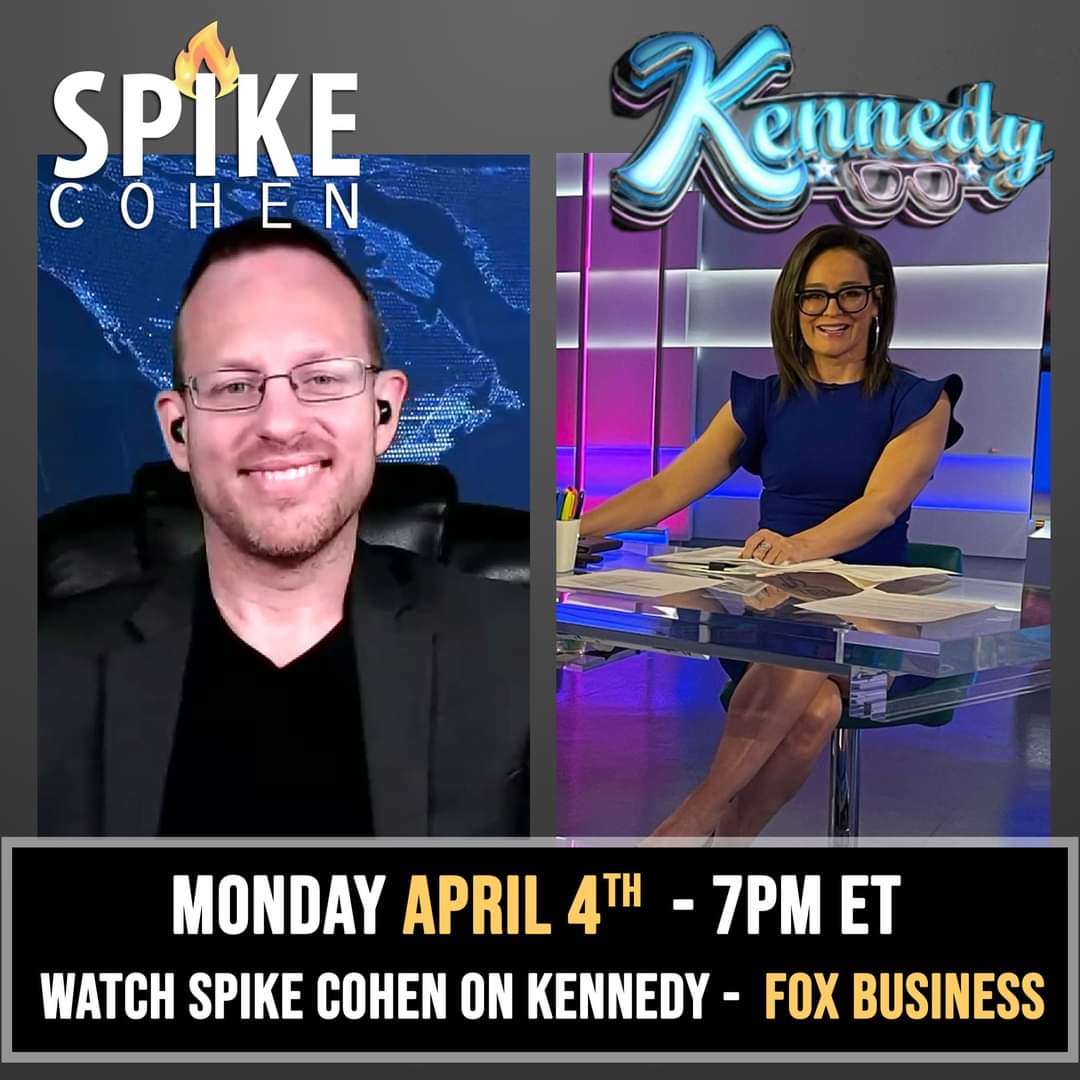 SPIKE
COHEN
Kennedy
MONDAY APRIL 4TH - 7PM ET
WATCH SPIKE COHEN ON KENNEDY - FOX BUSINESS